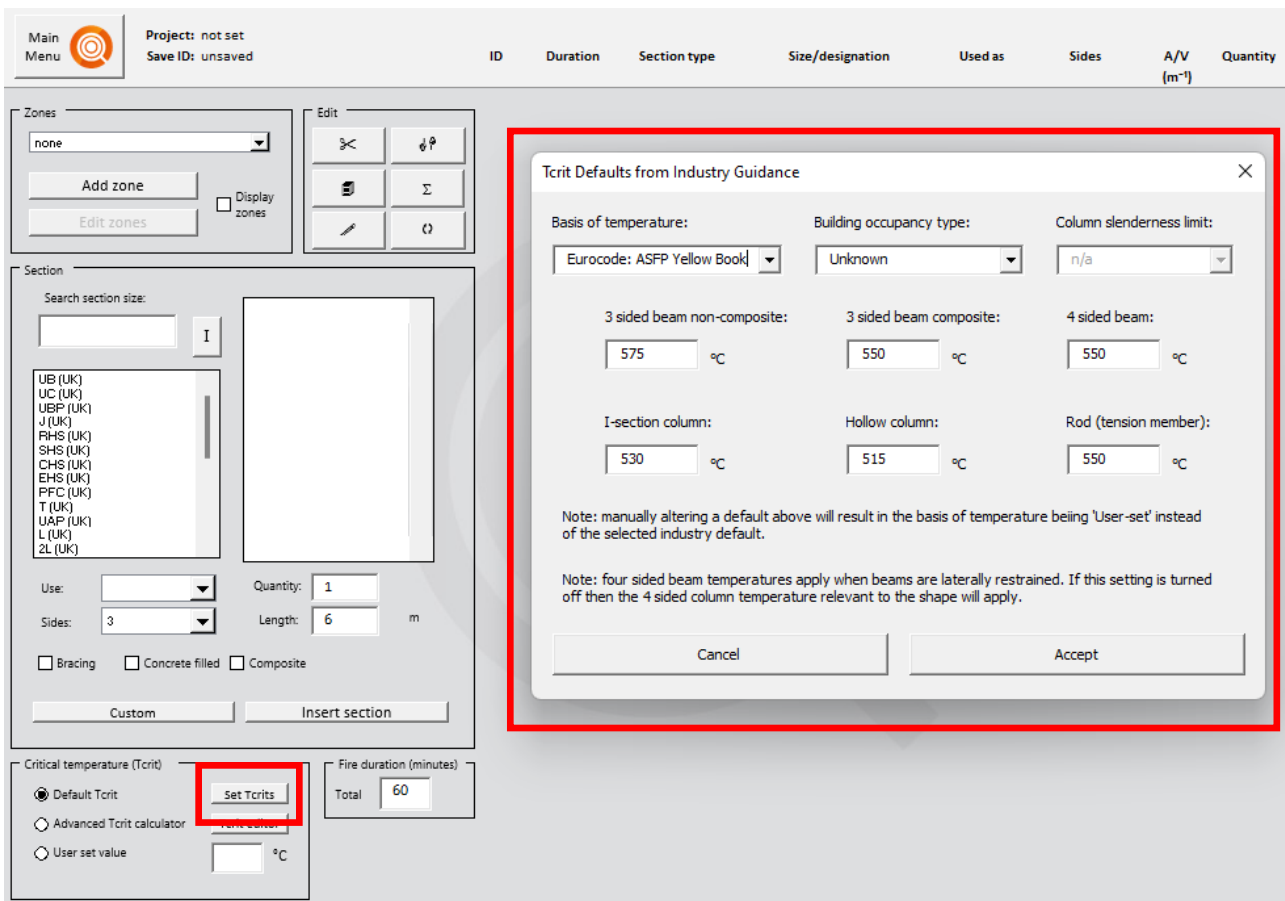 Main
Menu
Project: not set
Save ID: unsaved
ID Duration Section type Size/designation Used as Sides A/V Quantity
(m⁻¹)
Zones
none
Add zone
Edit zones
Display
zones
Edit
Σ
Section
Search section size:
I
UB (UK)
UC (UK)
UBP (UK)
J (UK)
RHS (UK)
SHS (UK)
CHS (UK)
EHS (UK)
PFC (UK)
T (UK)
UAP (UK)
L (UK)
2L (UK)
Use:
Quantity: 1
Sides: 3
Length: 6 m
Bracing Concrete filled Composite
Custom
Insert section
Critical temperature (Tcrit)
Default Tcrit
Set Tcrits
Advanced Tcrit calculator
User set value
°C
Fire duration (minutes)
Total 60
Tcrit Defaults from Industry Guidance
Basis of temperature: Building occupancy type: Column slenderness limit:
Eurocode: ASFP Yellow Book Unknown n/a
3 sided beam non-composite: 3 sided beam composite: 4 sided beam:
575 °C 550 °C 550 °C
I-section column: Hollow column: Rod (tension member):
530 °C 515 °C 550 °C
Note: manually altering a default above will result in the basis of temperature beiing 'User-set' instead
of the selected industry default.
Note: four sided beam temperatures apply when beams are laterally restrained. If this setting is turned
off then the 4 sided column temperature relevant to the shape will apply.
Cancel
Accept